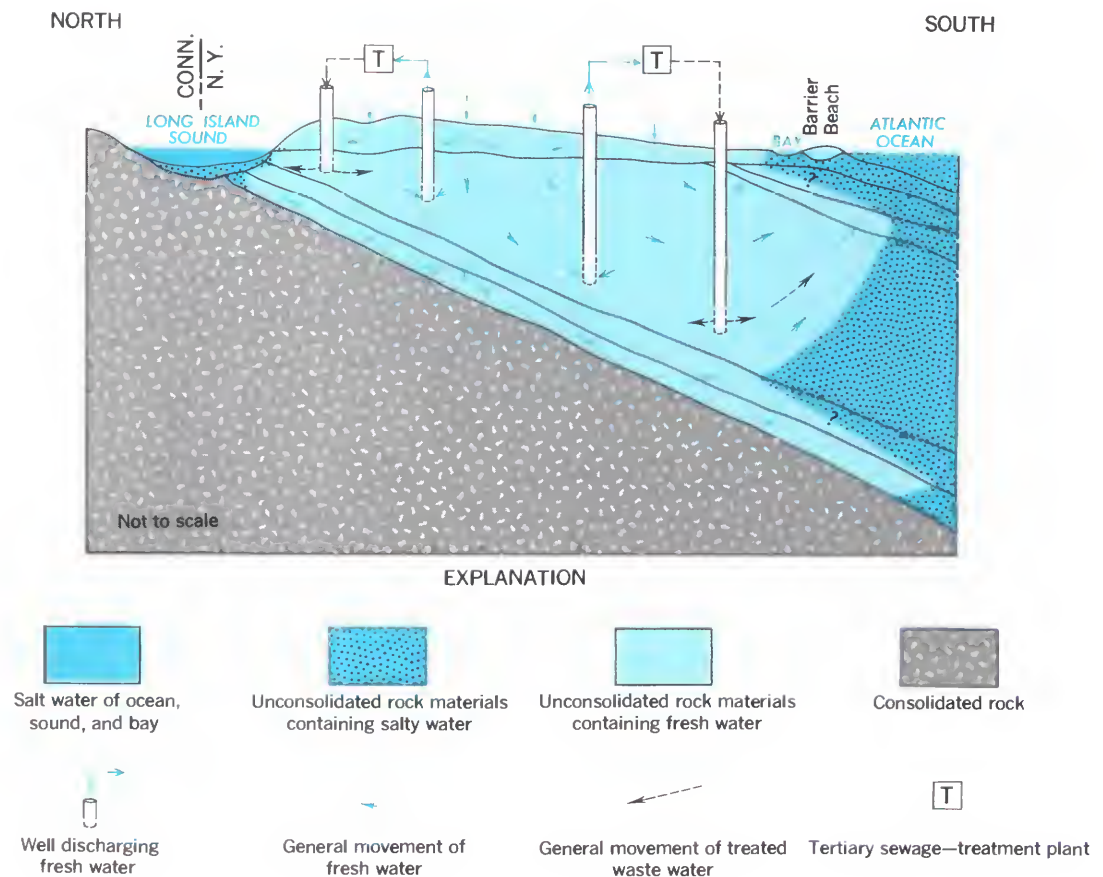 NORTH
SOUTH
CONN.
N. Y.
T
T
LONG ISLAND
SOUND
Barrier
Beach
BAY
ATLANTIC
OCEAN
?
?
Not to scale
EXPLANATION
Salt water of ocean,
sound, and bay
Unconsolidated rock materials
containing salty water
Unconsolidated rock materials
containing fresh water
Consolidated rock
T
Well discharging
fresh water
General movement of
fresh water
General movement of treated
waste water
Tertiary sewage—treatment plant